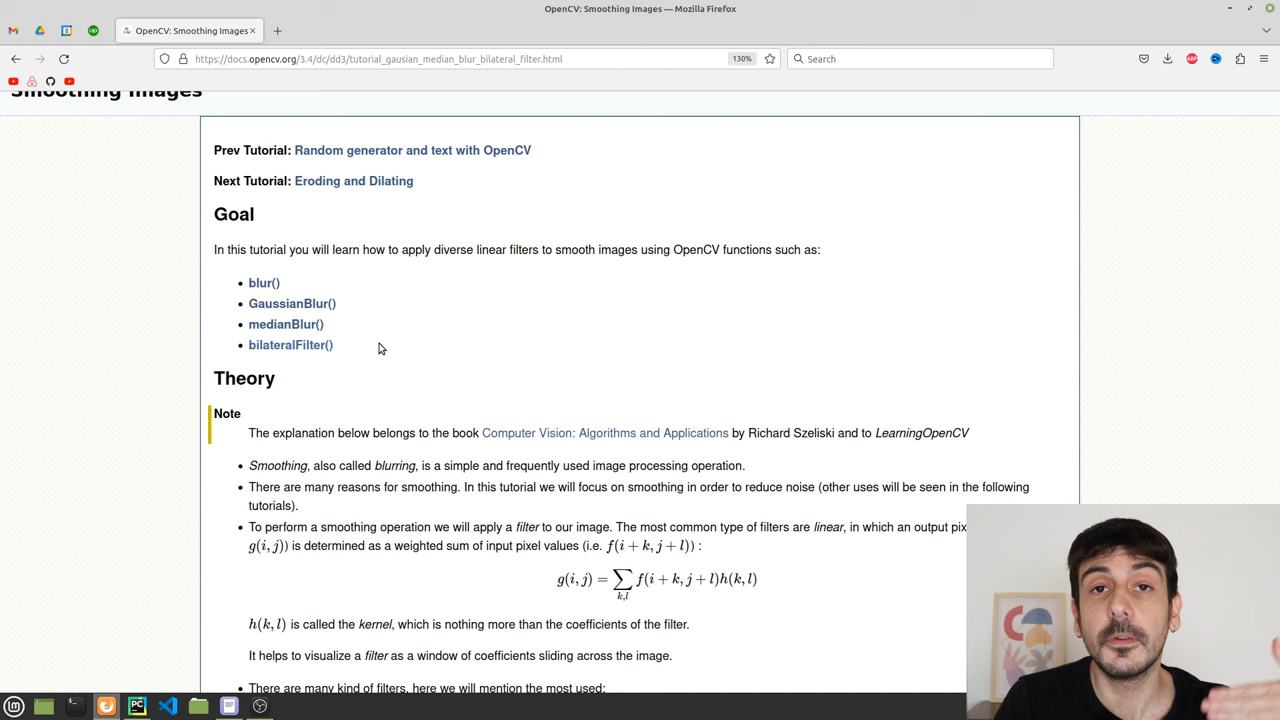 OpenCV: Smoothing Images — Mozilla Firefox
OpenCV: Smoothing Images
https://docs.opencv.org/3.4/dc/dd3/tutorial_gausian_median_blur_bilateral_filter.html
130%
Search
Smoothing Images
Prev Tutorial: Random generator and text with OpenCV
Next Tutorial: Eroding and Dilating
Goal
In this tutorial you will learn how to apply diverse linear filters to smooth images using OpenCV functions such as:
• blur()
• GaussianBlur()
• medianBlur()
• bilateralFilter()
Theory
Note
The explanation below belongs to the book Computer Vision: Algorithms and Applications by Richard Szeliski and to LearningOpenCV
• Smoothing, also called blurring, is a simple and frequently used image processing operation.
• There are many reasons for smoothing. In this tutorial we will focus on smoothing in order to reduce noise (other uses will be seen in the following
tutorials).
• To perform a smoothing operation we will apply a filter to our image. The most common type of filters are linear, in which an output
g(i, j)) is determined as a weighted sum of input pixel values (i.e. f(i + k, j + l)) :
g(i, j) = ∑ f(i + k, j + l)h(k, l)
k,l
h(k, l) is called the kernel, which is nothing more than the coefficients of the filter.
It helps to visualize a filter as a window of coefficients sliding across the image.
• There are many kind of filters, here we will mention the most used: